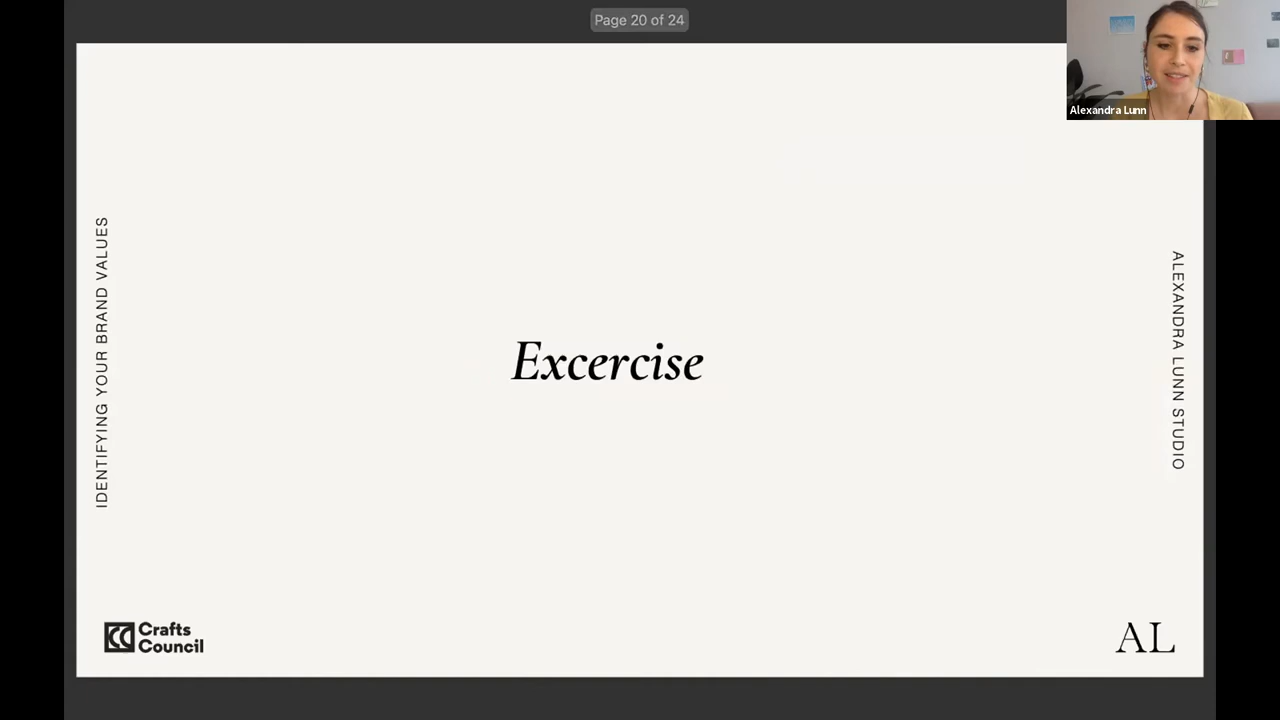 Page 20 of 24
Alexandra Lunn
IDENTIFYING YOUR BRAND VALUES
Excercise
ALEXANDRA LUNN STUDIO
Crafts
Council
AL